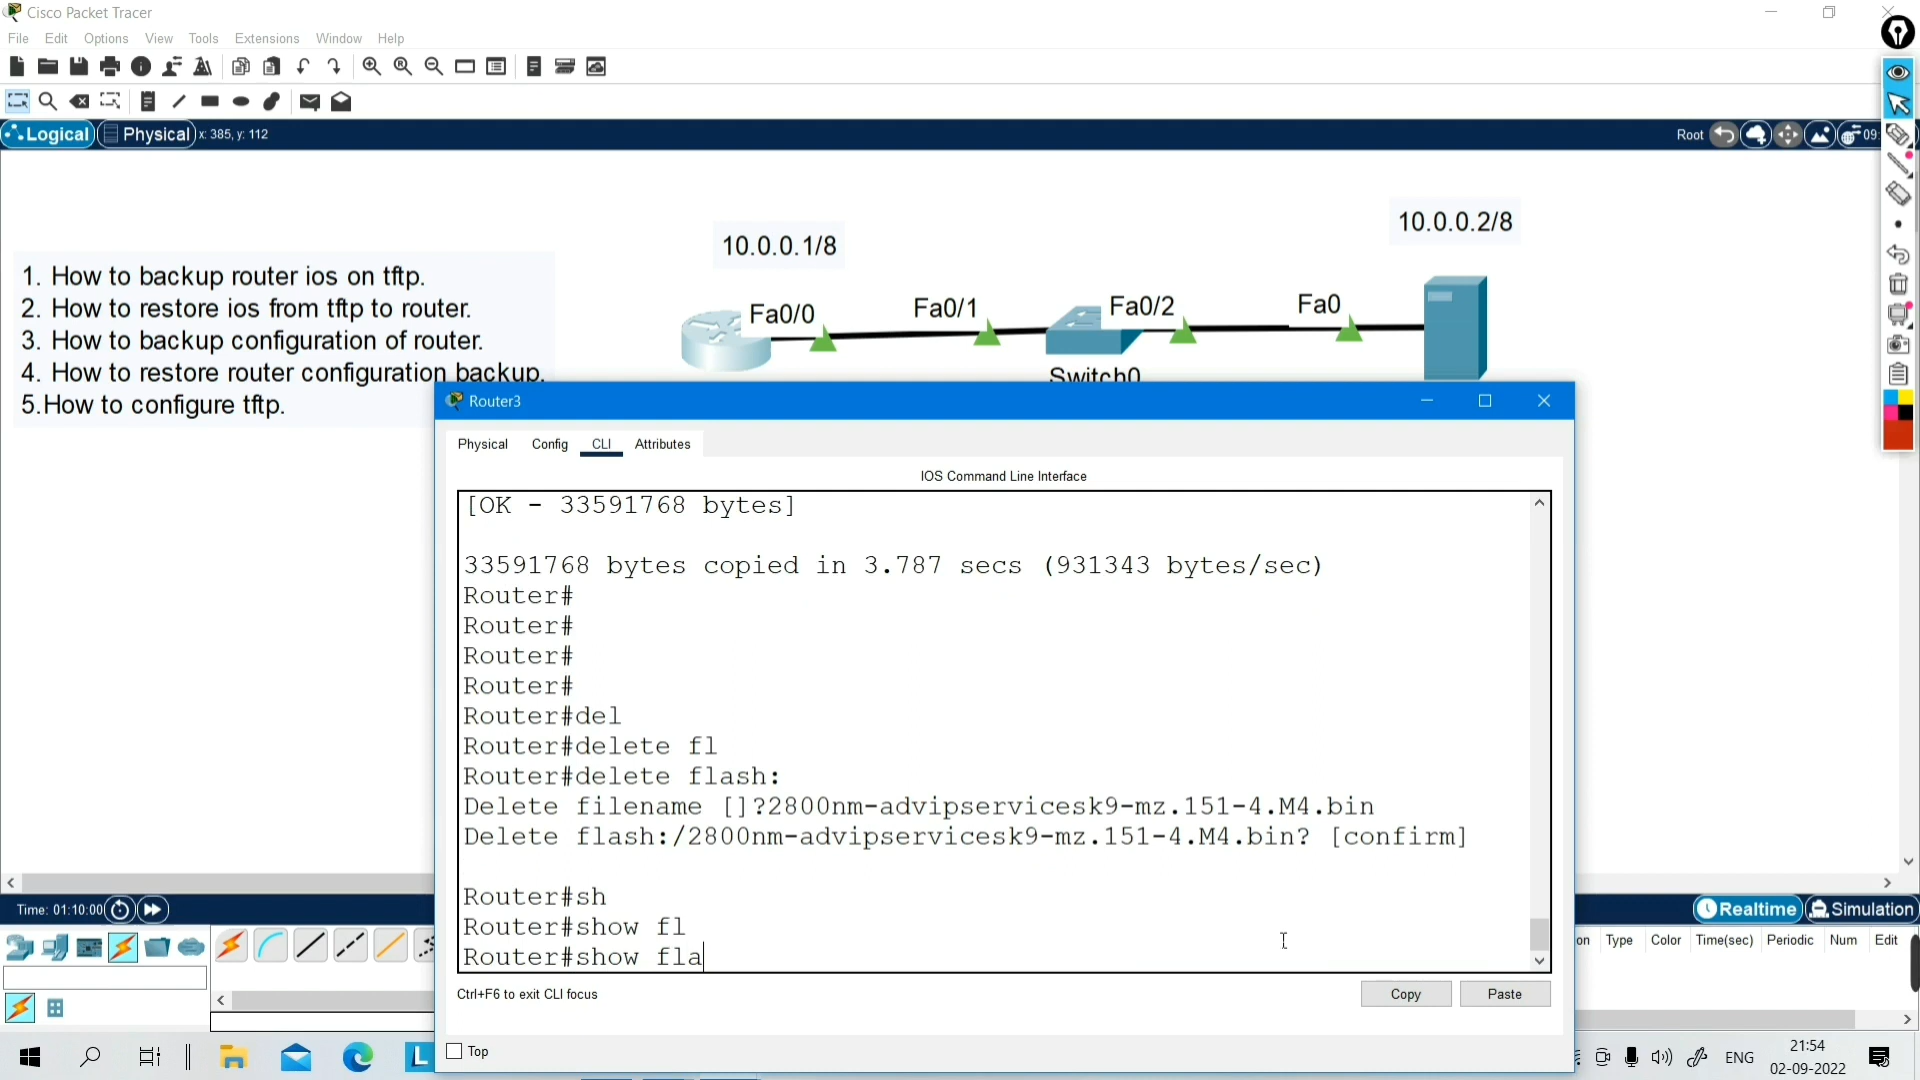 Cisco Packet Tracer
File Edit Options View Tools Extensions Window Help
Logical Physical x: 385, y: 112
Root 09:
10.0.0.1/8
10.0.0.2/8
Fa0/0
Fa0/1
Fa0/2
Fa0
Switch0
1. How to backup router ios on tftp.
2. How to restore ios from tftp to router.
3. How to backup configuration of router.
4. How to restore router configuration backup.
5.How to configure tftp.
Router3
Physical Config CLI Attributes
IOS Command Line Interface
[OK - 33591768 bytes]
33591768 bytes copied in 3.787 secs (931343 bytes/sec)
Router#
Router#
Router#
Router#
Router#del
Router#delete fl
Router#delete flash:
Delete filename []?2800nm-advipservicesk9-mz.151-4.M4.bin
Delete flash:/2800nm-advipservicesk9-mz.151-4.M4.bin? [confirm]
Router#sh
Router#show fl
Router#show fla
Ctrl+F6 to exit CLI focus
Copy
Paste
Top
Time: 01:10:00
Realtime Simulation
on Type Color Time(sec) Periodic Num Edit
L
ENG
21:54
02-09-2022